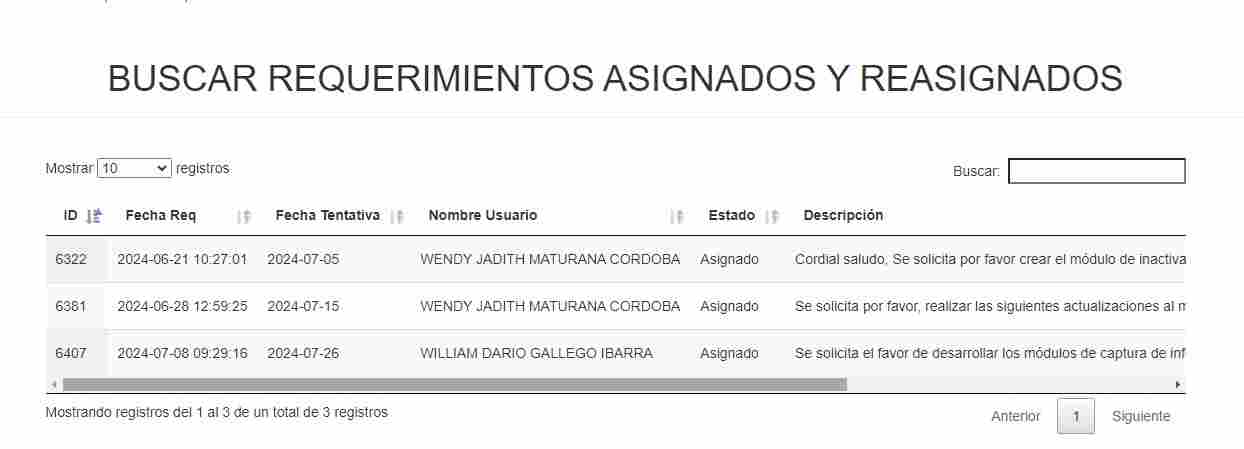 BUSCAR REQUERIMIENTOS ASIGNADOS Y REASIGNADOS
Mostrar 10 registros
Buscar:
ID Fecha Req Fecha Tentativa Nombre Usuario Estado Descripción
6322 2024-06-21 10:27:01 2024-07-05 WENDY JADITH MATURANA CORDOBA Asignado Cordial saludo, Se solicita por favor crear el módulo de inactiva
6381 2024-06-28 12:59:25 2024-07-15 WENDY JADITH MATURANA CORDOBA Asignado Se solicita por favor, realizar las siguientes actualizaciones al
6407 2024-07-08 09:29:16 2024-07-26 WILLIAM DARIO GALLEGO IBARRA Asignado Se solicita el favor de desarrollar los módulos de captura de
Mostrando registros del 1 al 3 de un total de 3 registros
Anterior 1 Siguiente